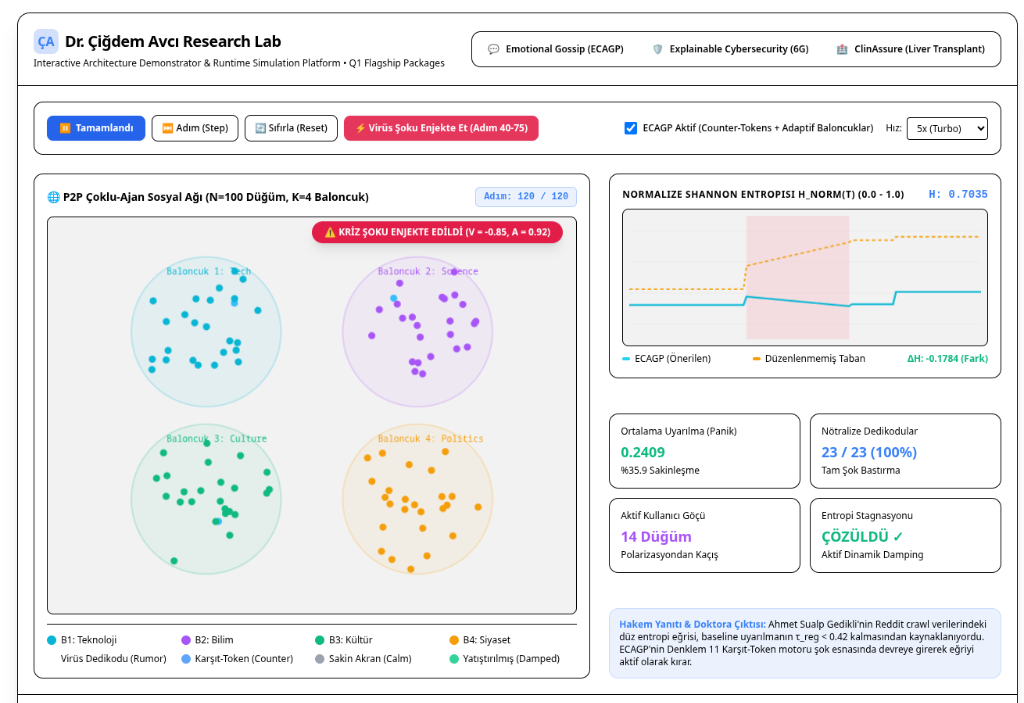 ÇA Dr. Çiğdem Avcı Research Lab
Interactive Architecture Demonstrator & Runtime Simulation Platform • Q1 Flagship Packages
💬 Emotional Gossip (ECAGP) 🛡️ Explainable Cybersecurity (6G) 🏥 ClinAssure (Liver Transplant)
⏸️ Tamamlandı ⏭️ Adım (Step) 🔄 Sıfırla (Reset) ⚡ Virüs Şoku Enjekte Et (Adım 40-75)
ECAGP Aktif (Counter-Tokens + Adaptif Baloncuklar) Hız: 5x (Turbo)
🌐 P2P Çoklu-Ajan Sosyal Ağı (N=100 Düğüm, K=4 Baloncuk)
Adım: 120 / 120
⚠️ KRİZ ŞOKU ENJEKTE EDİLDİ (V = -0.85, A = 0.92)
Baloncuk 1: Tech
Baloncuk 2: Science
Baloncuk 3: Culture
Baloncuk 4: Politics
B1: Teknoloji B2: Bilim B3: Kültür B4: Siyaset
Virüs Dedikodu (Rumor) Karşıt-Token (Counter) Sakin Akran (Calm) Yatıştırılmış (Damped)
NORMALIZE SHANNON ENTROPISI H_NORM(T) (0.0 - 1.0) H: 0.7035
ECAGP (Önerilen) Düzenlenmemiş Taban ΔH: -0.1784 (Fark)
Ortalama Uyarılma (Panik)
0.2409
%35.9 Sakinleşme
Nötralize Dedikodular
23 / 23 (100%)
Tam Şok Bastırma
Aktif Kullanıcı Göçü
14 Düğüm
Polarizasyondan Kaçış
Entropi Stagnasyonu
ÇÖZÜLDÜ ✓
Aktif Dinamik Damping
Hakem Yanıtı & Doktora Çıktısı: Ahmet Sualp Gedikli'nin Reddit crawl verilerindeki
düz entropi eğrisi, baseline uyarılmanın τ_reg < 0.42 kalmasından kaynaklanıyordu.
ECAGP'nin Denklem 11 Karşıt-Token motoru şok esnasında devreye girerek eğriyi
aktif olarak kırar.